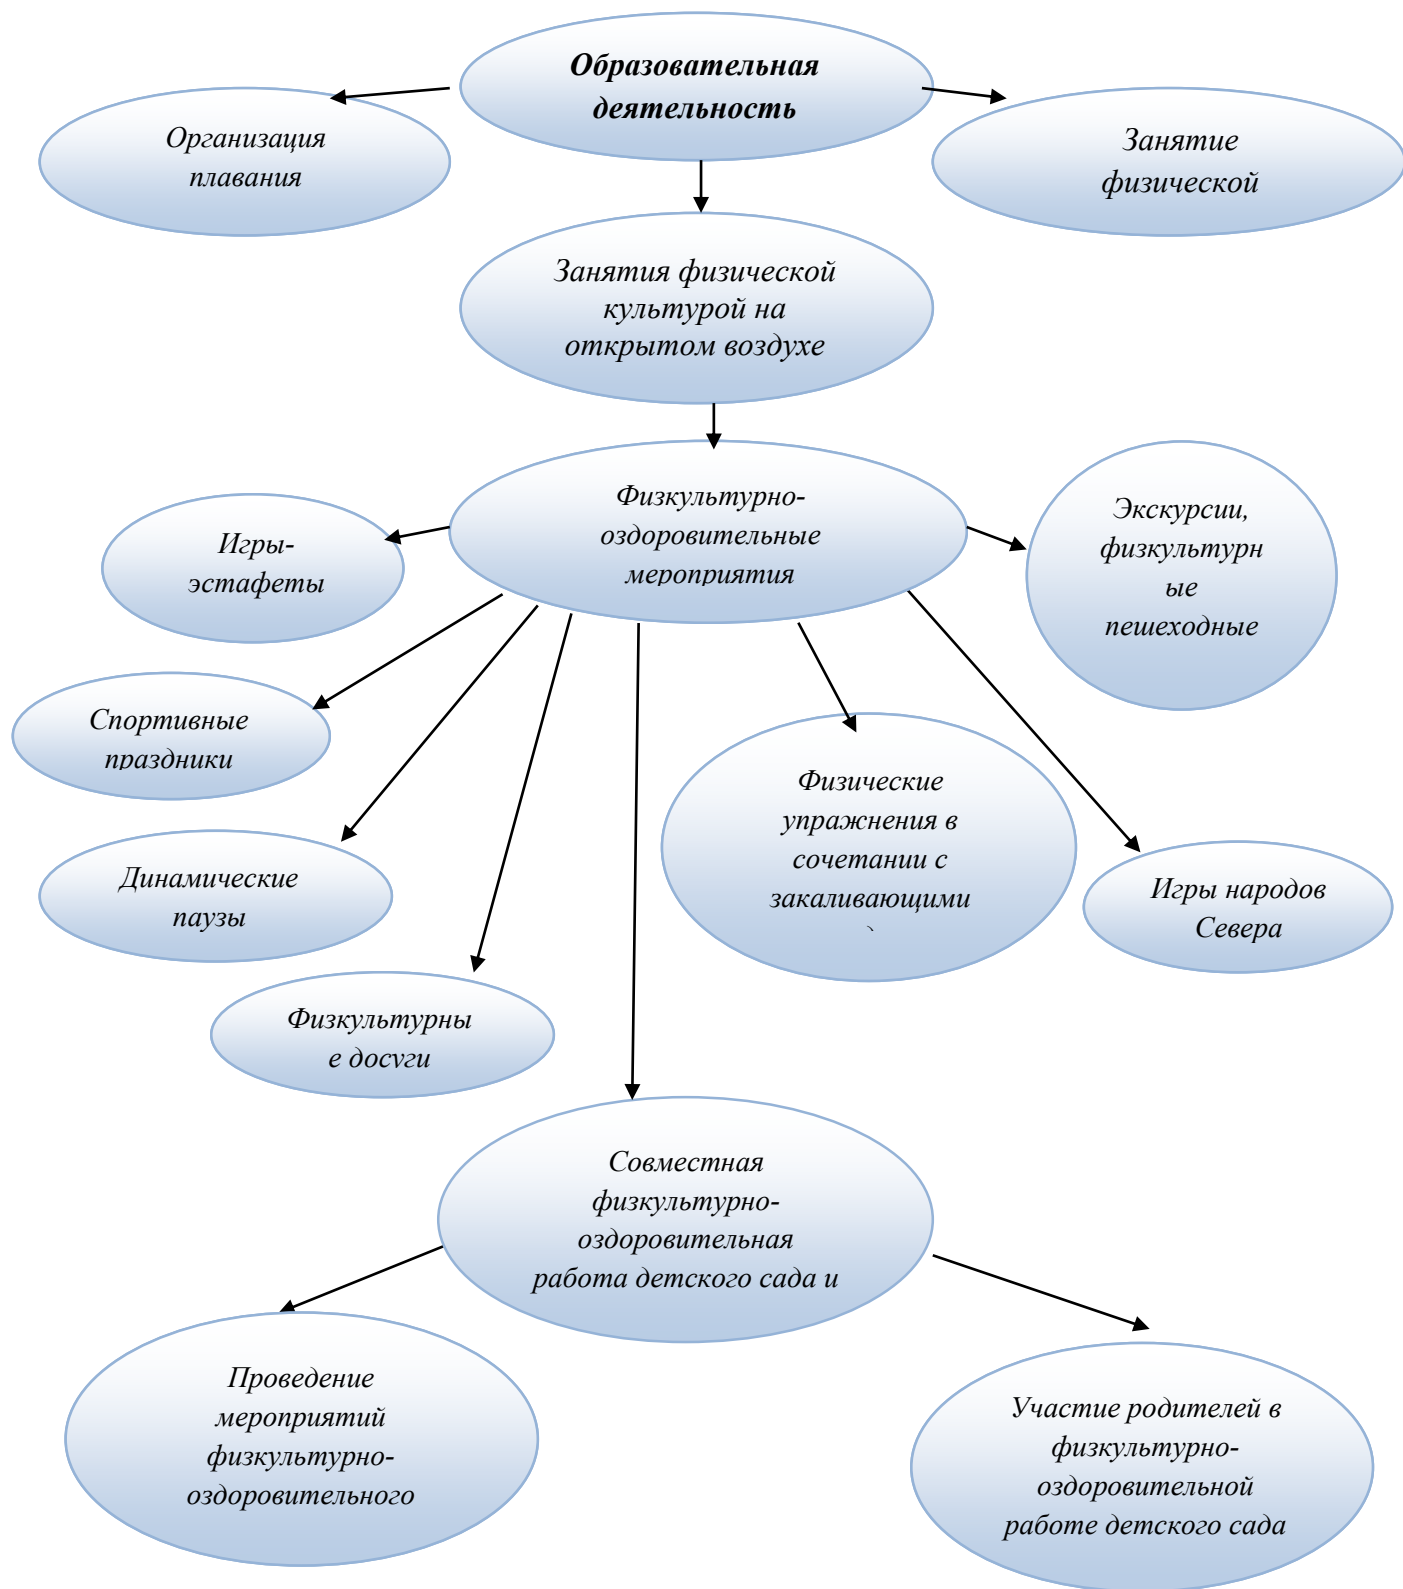 Образовательная
деятельность
Организация
плавания
Занятие
физической
Занятия физической
культурой на
открытом воздухе
Физкультурно-
оздоровительные
мероприятия
Игры-
эстафеты
Экскурсии,
физкультурн
ые
пешеходные
Спортивные
праздники
Физические
упражнения в
сочетании с
закаливающими
Динамические
паузы
Игры народов
Севера
Физкультурны
е досуги
Совместная
физкультурно-
оздоровительная
работа детского сада и
Проведение
мероприятий
физкультурно-
оздоровительного
Участие родителей в
физкультурно-
оздоровительной
работе детского сада